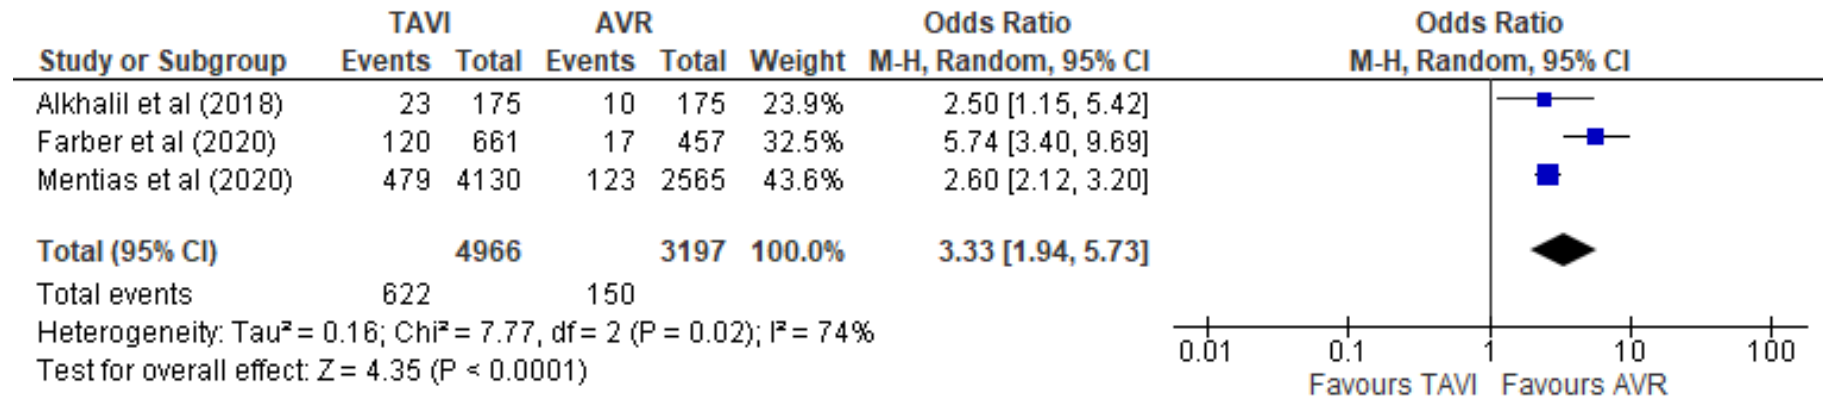 TAVI AVR Odds Ratio Odds Ratio
Study or Subgroup Events Total Events Total Weight M-H, Random, 95% CI M-H, Random, 95% CI
Alkhalil et al (2018) 23 175 10 175 23.9% 2.50 [1.15, 5.42]
Farber et al (2020) 120 661 17 457 32.5% 5.74 [3.40, 9.69]
Mentias et al (2020) 479 4130 123 2565 43.6% 2.60 [2.12, 3.20]
Total (95% CI) 4966 3197 100.0% 3.33 [1.94, 5.73]
Total events 622 150
Heterogeneity: Tau² = 0.16; Chi² = 7.77, df = 2 (P = 0.02); I² = 74%
Test for overall effect: Z = 4.35 (P < 0.0001)
0.01 0.1 1 10 100
Favours TAVI Favours AVR